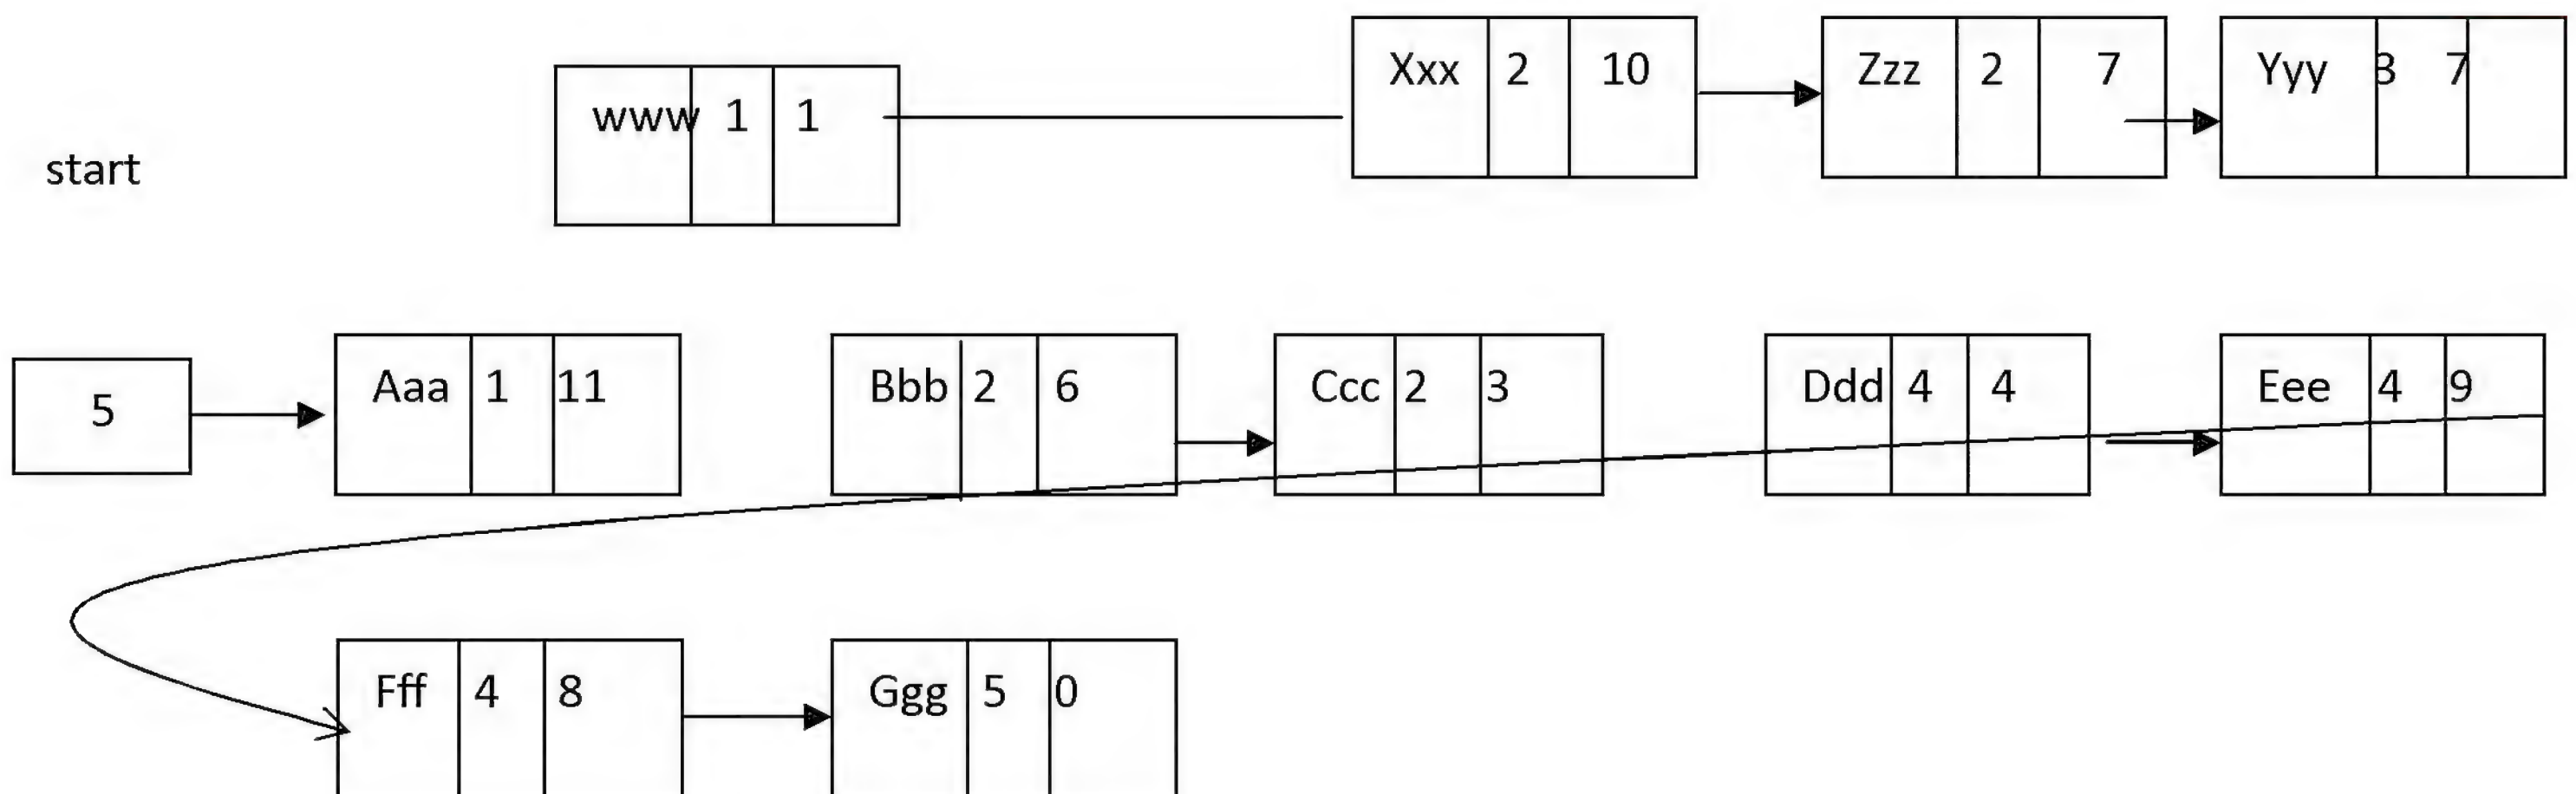 Xxx 2 10 Zzz 2 7 Yyy 3 7
www 1 1
start
5 Aaa 1 11 Bbb 2 6 Ccc 2 3 Ddd 4 4 Eee 4 9
Fff 4 8 Ggg 5 0